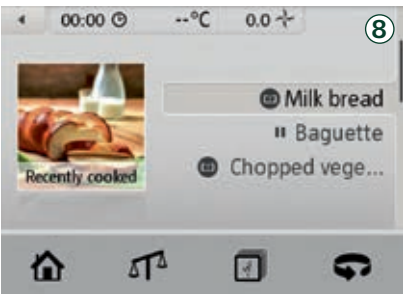 00:00 --°C 0.0
8
Milk bread
Baguette
Chopped vege...
Recently cooked